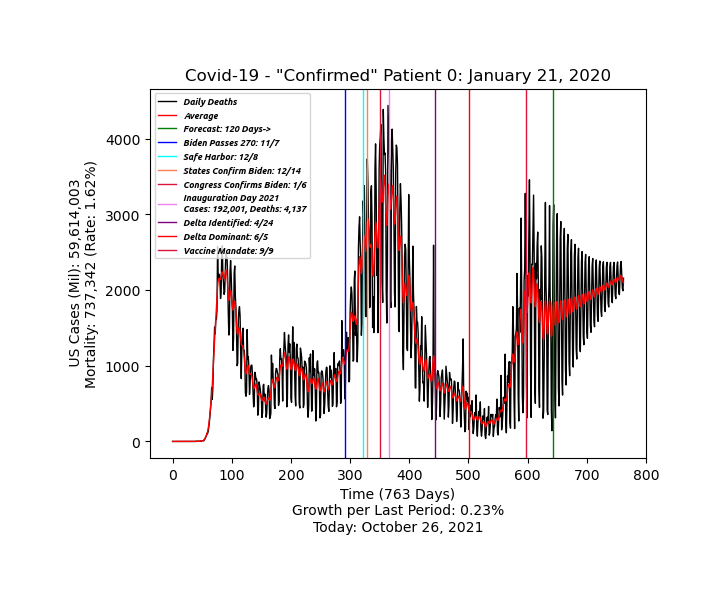 Covid-19 - "Confirmed" Patient 0: January 21, 2020
Daily Deaths
Average
Forecast: 120 Days->
Biden Passes 270: 11/7
Safe Harbor: 12/8
States Confirm Biden: 12/14
Congress Confirms Biden: 1/6
Inauguration Day 2021
Cases: 192,001, Deaths: 4,137
Delta Identified: 4/24
Delta Dominant: 6/5
Vaccine Mandate: 9/9
US Cases (Mil): 59,614,003
Mortality: 737,342 (Rate: 1.62%)
4000
3000
2000
1000
0
0 100 200 300 400 500 600 700 800
Time (763 Days)
Growth per Last Period: 0.23%
Today: October 26, 2021